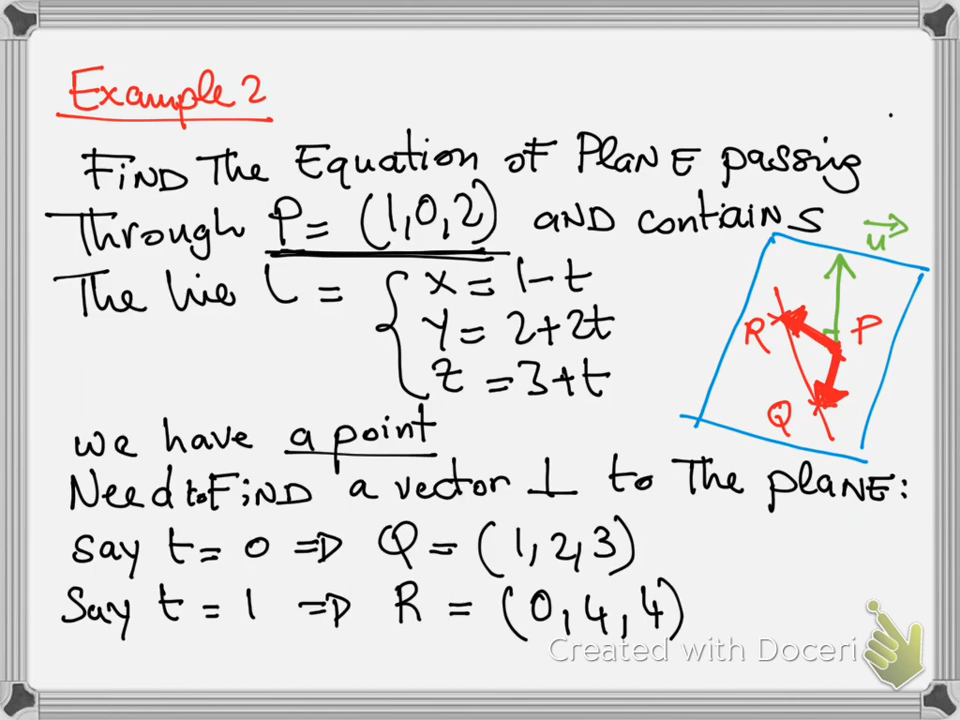 Example 2
FIND THE Equation OF PLANE passing
Through P = (1, 0, 2) AND contains
The line L = { x = 1 - t
y = 2 + 2t
z = 3 + t
u
R
P
Q
we have a point
Need to FIND a vector ⊥ to The plANE:
say t = 0 ⇒ Q = (1, 2, 3)
Say t = 1 ⇒ R = (0, 4, 4)
Created with Doceri